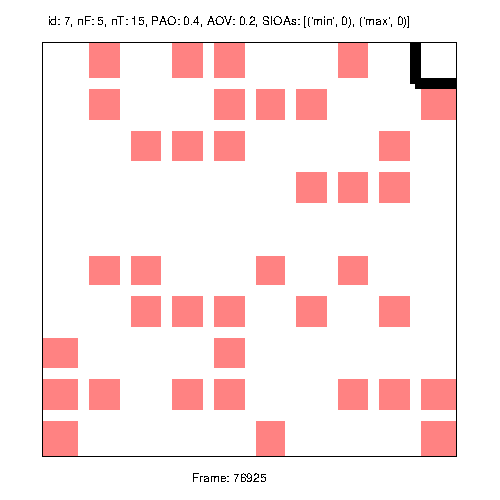 id: 7, nF: 5, nT: 15, PAO: 0.4, AOV: 0.2, SIOAs: [('min', 0), ('max', 0)]
Frame: 76925